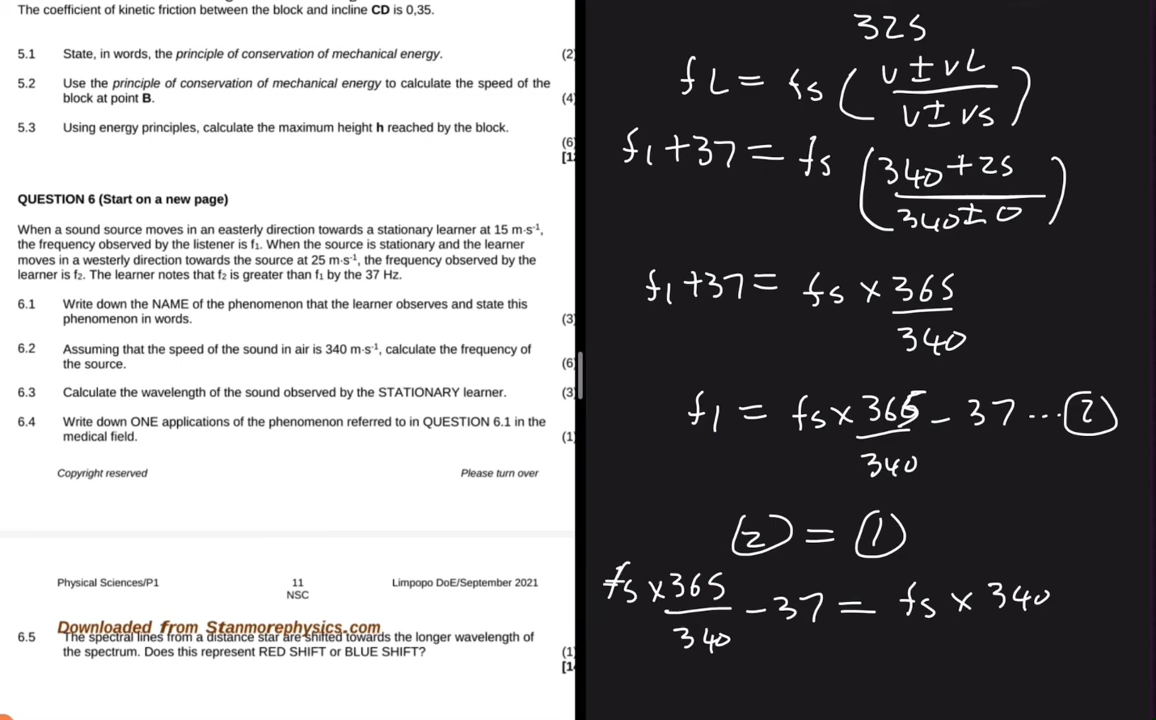 The coefficient of kinetic friction between the block and incline CD is 0,35.
5.1 State, in words, the principle of conservation of mechanical energy. (2)
5.2 Use the principle of conservation of mechanical energy to calculate the speed of the
block at point B. (4)
5.3 Using energy principles, calculate the maximum height h reached by the block.
(6)
[1
QUESTION 6 (Start on a new page)
When a sound source moves in an easterly direction towards a stationary learner at 15 m·s⁻¹,
the frequency observed by the listener is f₁. When the source is stationary and the learner
moves in a westerly direction towards the source at 25 m·s⁻¹, the frequency observed by the
learner is f₂. The learner notes that f₂ is greater than f₁ by the 37 Hz.
6.1 Write down the NAME of the phenomenon that the learner observes and state this
phenomenon in words. (3)
6.2 Assuming that the speed of the sound in air is 340 m·s⁻¹, calculate the frequency of
the source. (6)
6.3 Calculate the wavelength of the sound observed by the STATIONARY learner. (3)
6.4 Write down ONE applications of the phenomenon referred to in QUESTION 6.1 in the
medical field. (1)
Copyright reserved Please turn over
Physical Sciences/P1 11 Limpopo DoE/September 2021
NSC
Downloaded from Stanmorephysics.com
6.5 The spectral lines from a distance star are shifted towards the longer wavelength of
the spectrum. Does this represent RED SHIFT or BLUE SHIFT? (1)
[14
325
fL = fs (v ± vL / v ± vs)
f1 + 37 = fs (340 + 25 / 340 ± 0)
f1 + 37 = fs × 365 / 340
f1 = fs × 365 / 340 - 37 ... ②
② = ①
fs × 365 / 340 - 37 = fs × 340